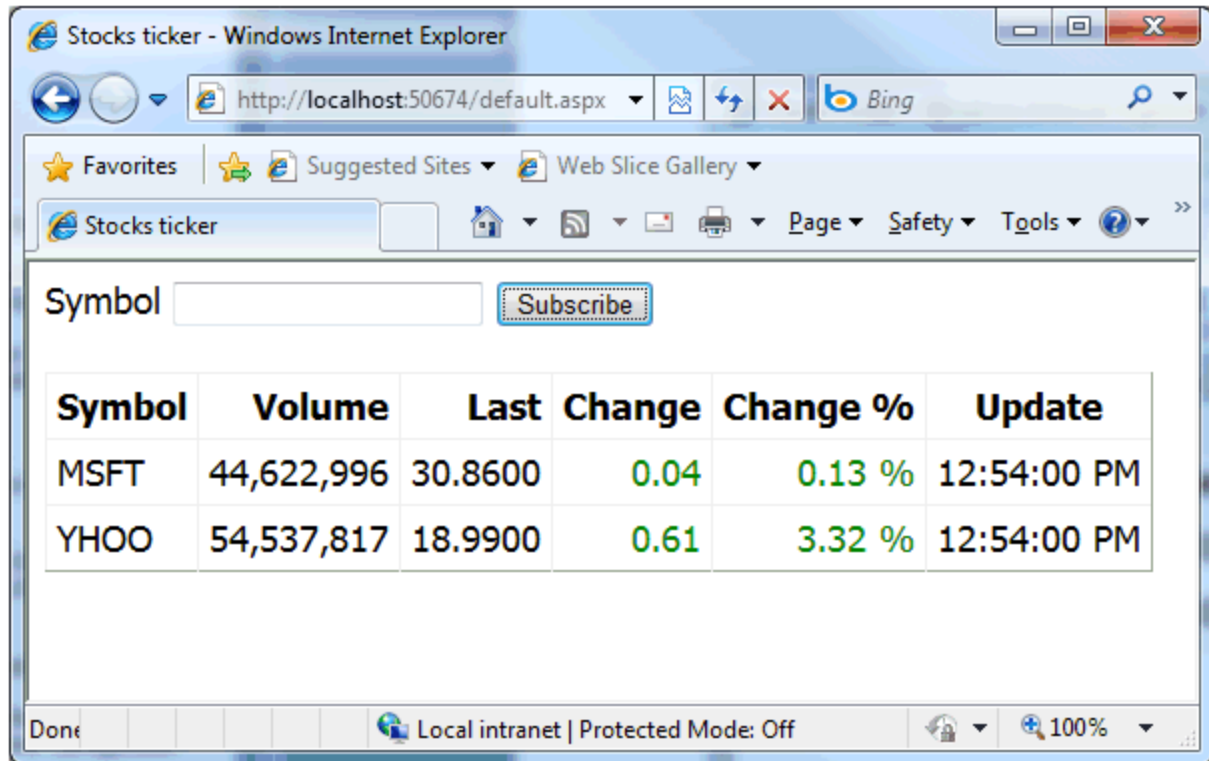 Stocks ticker - Windows Internet Explorer
http://localhost:50674/default.aspx Bing
Favorites Suggested Sites Web Slice Gallery
Stocks ticker Page Safety Tools »
Symbol Subscribe
Symbol Volume Last Change Change % Update
MSFT 44,622,996 30.8600 0.04 0.13 % 12:54:00 PM
YHOO 54,537,817 18.9900 0.61 3.32 % 12:54:00 PM
Done Local intranet | Protected Mode: Off 100%